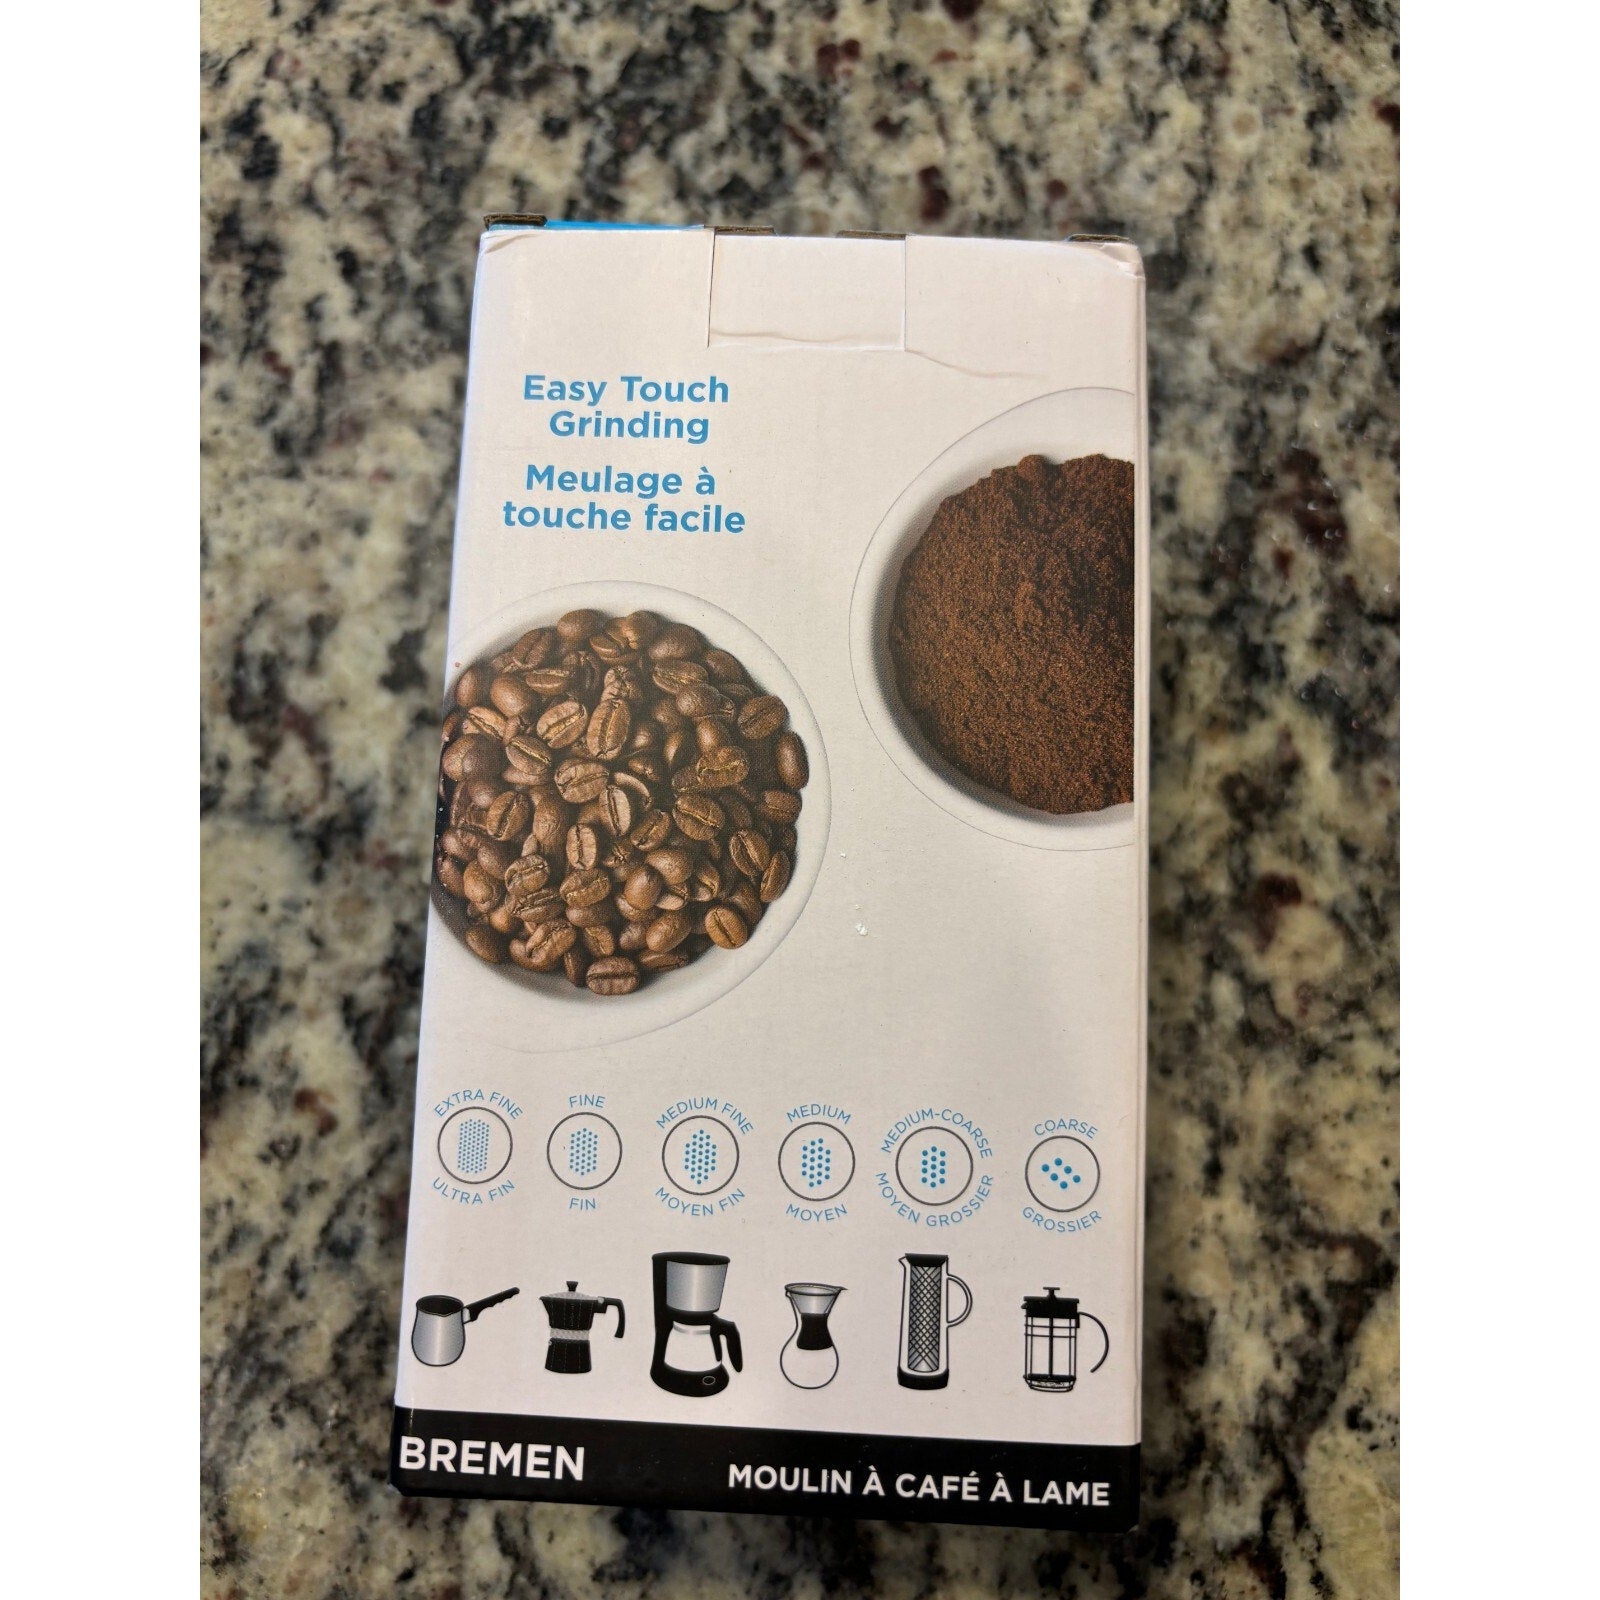 Easy Touch
Grinding
Meulage à
touche facile
EXTRA FINE
ULTRA FIN
FINE
FIN
MEDIUM FINE
MOYEN FIN
MEDIUM
MOYEN
MEDIUM-COARSE
MOYEN GROSSIER
COARSE
GROSSIER
BREMEN
MOULIN À CAFÉ À LAME